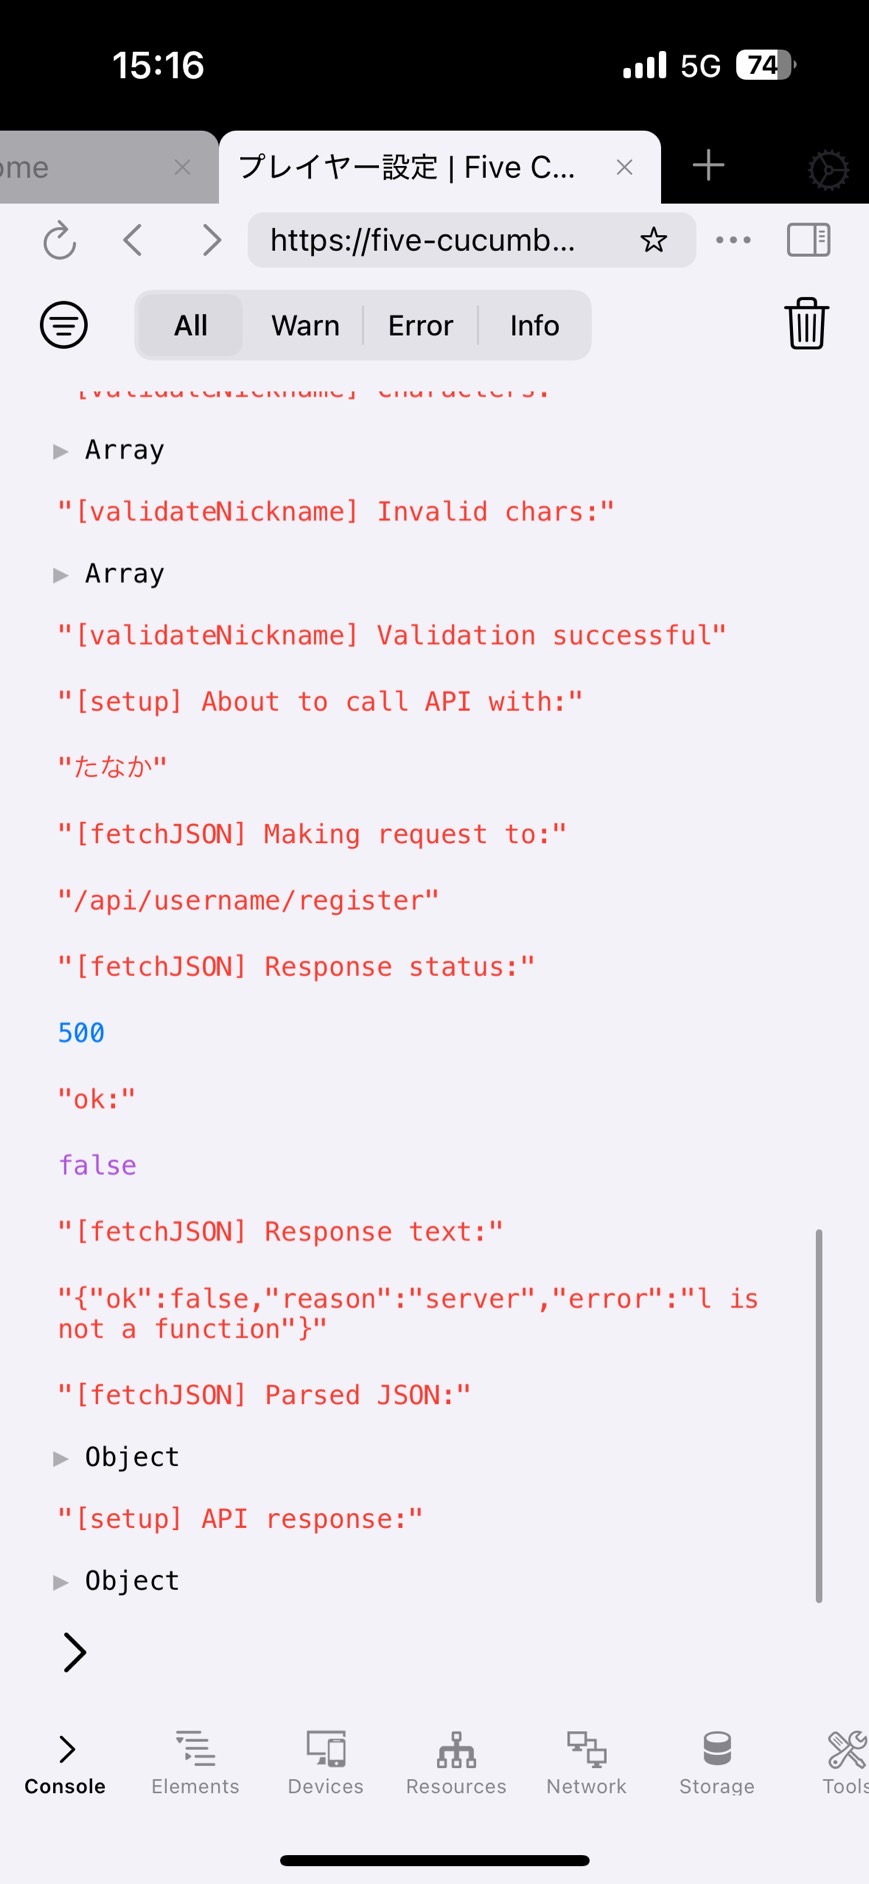 15:16
5G
74
ome
プレイヤー設定 | Five C...
https://five-cucumb...
All
Warn
Error
Info
[validateNickname] Characters:
Array
"[validateNickname] Invalid chars:"
Array
"[validateNickname] Validation successful"
"[setup] About to call API with:"
"たなか"
"[fetchJSON] Making request to:"
"/api/username/register"
"[fetchJSON] Response status:"
500
"ok:"
false
"[fetchJSON] Response text:"
"{"ok":false,"reason":"server","error":"l is
not a function"}"
"[fetchJSON] Parsed JSON:"
Object
"[setup] API response:"
Object
Console
Elements
Devices
Resources
Network
Storage
Tools